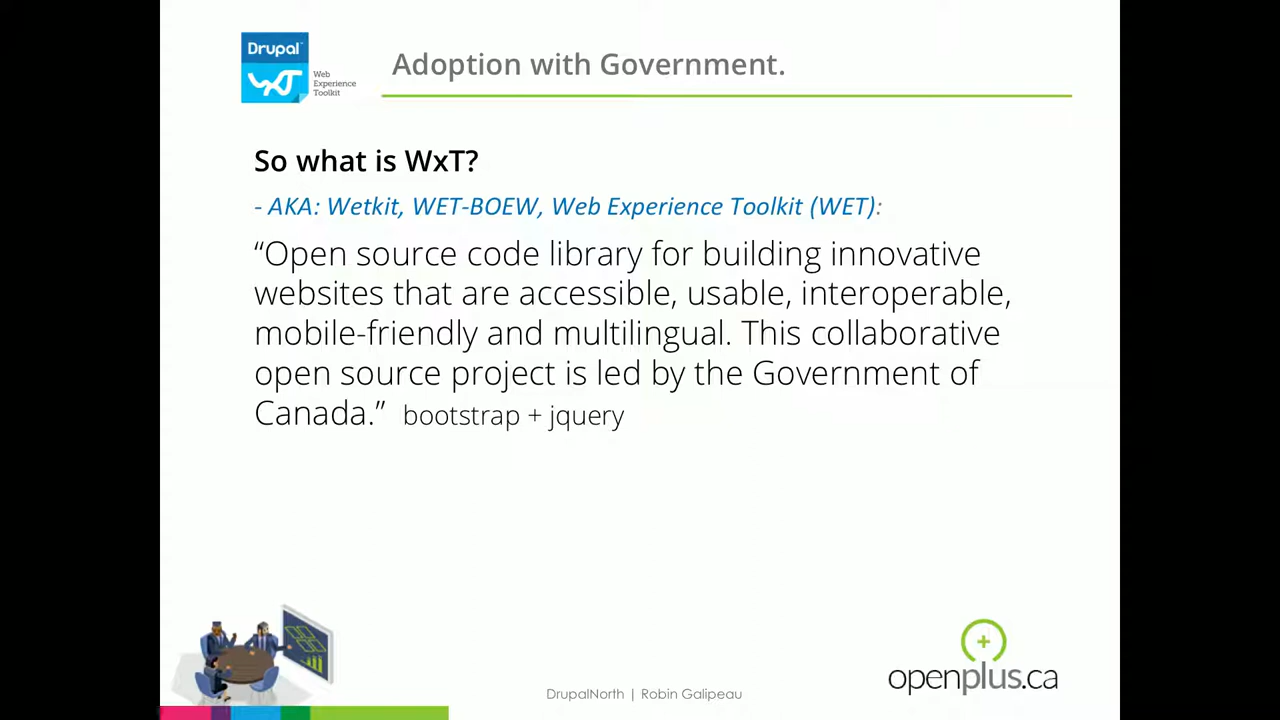 Drupal
WxT
Web
Experience
Toolkit
Adoption with Government.
So what is WxT?
- AKA: Wetkit, WET-BOEW, Web Experience Toolkit (WET):
“Open source code library for building innovative
websites that are accessible, usable, interoperable,
mobile-friendly and multilingual. This collaborative
open source project is led by the Government of
Canada.” bootstrap + jquery
DrupalNorth | Robin Galipeau
openplus.ca